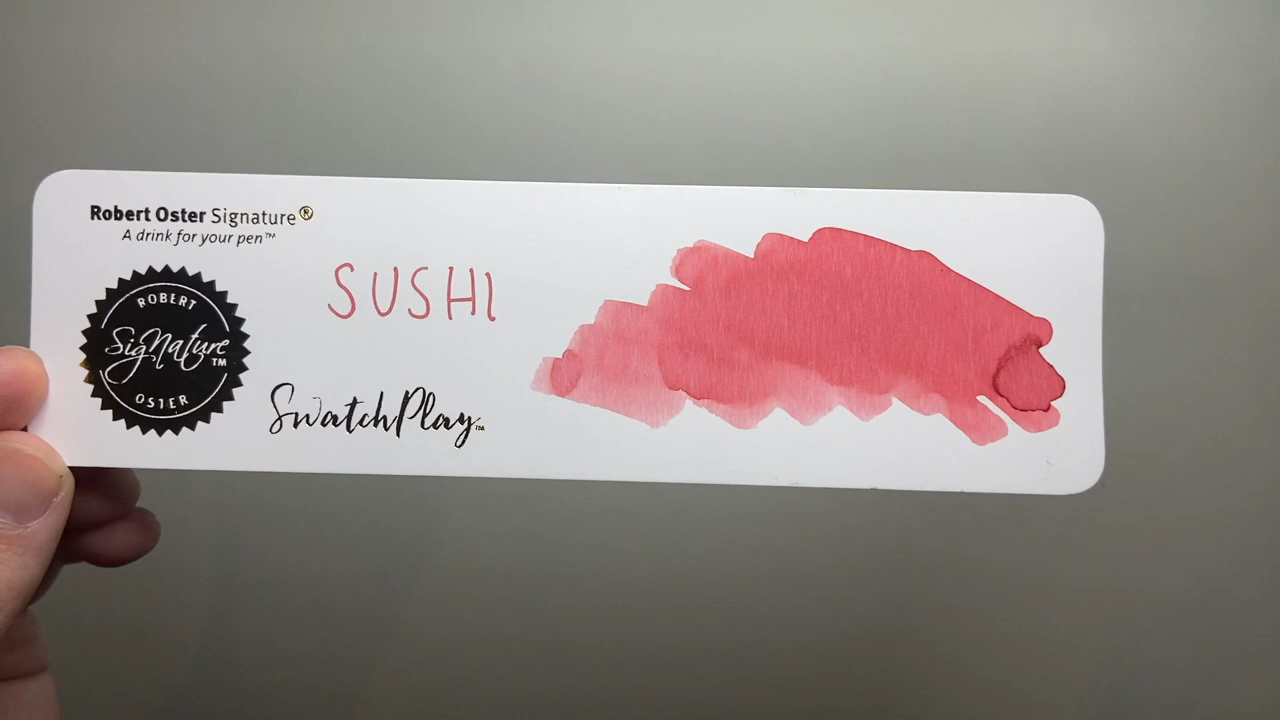 Robert Oster Signature®
A drink for your pen™
SUSHI
ROBERT
Signature™
OSTER
SwatchPlay™